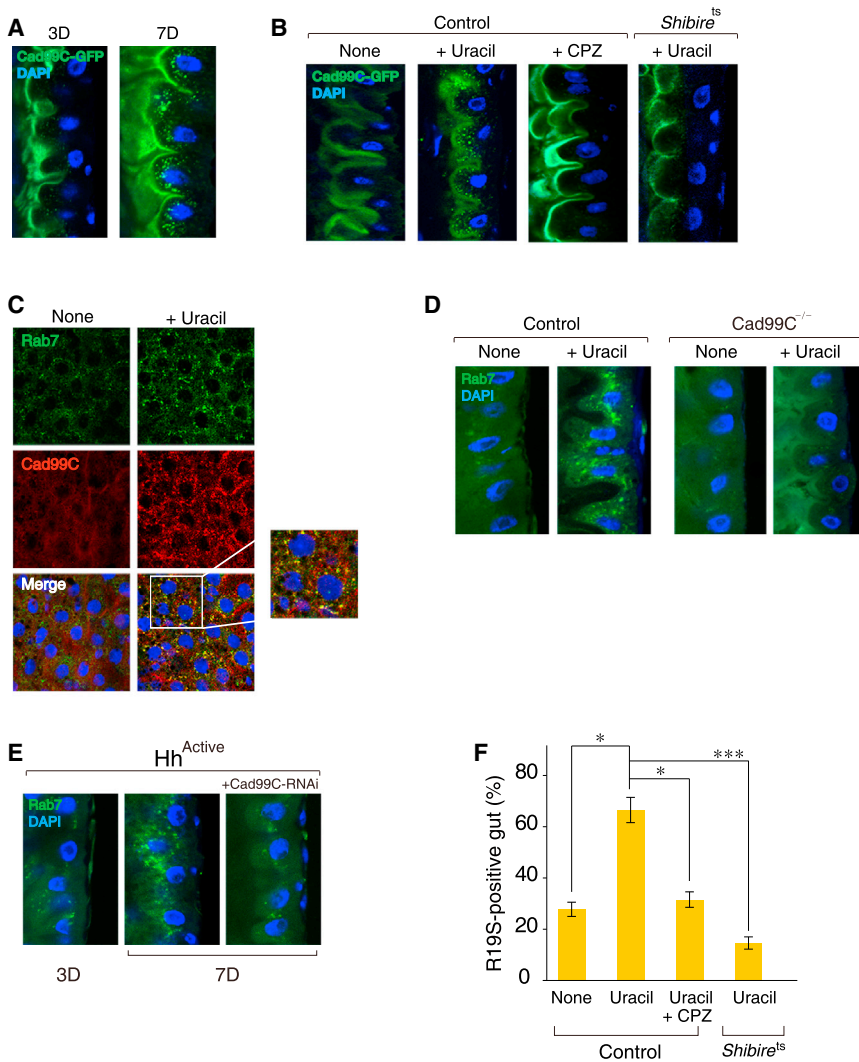 A
3D
7D
Cad99C-GFP
DAPI
B
Control
Shibire ts
None
+ Uracil
+ CPZ
+ Uracil
Cad99C-GFP
DAPI
C
None
+ Uracil
Rab7
Cad99C
Merge
D
Control
Cad99C −/−
None
+ Uracil
None
+ Uracil
Rab7
DAPI
E
Hh Active
+Cad99C-RNAi
Rab7
DAPI
3D
7D
F
R19S-positive gut (%)
80
60
40
20
0
*
***
*
None
Uracil
Uracil
+ CPZ
Uracil
Control
Shibire ts